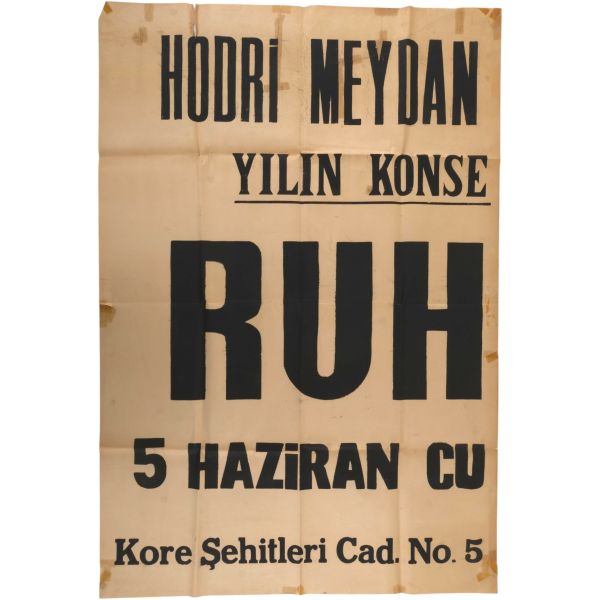 HODRİ MEYDAN
YILIN KONSE
RUH
5 HAZİRAN CU
Kore Şehitleri Cad. No. 5